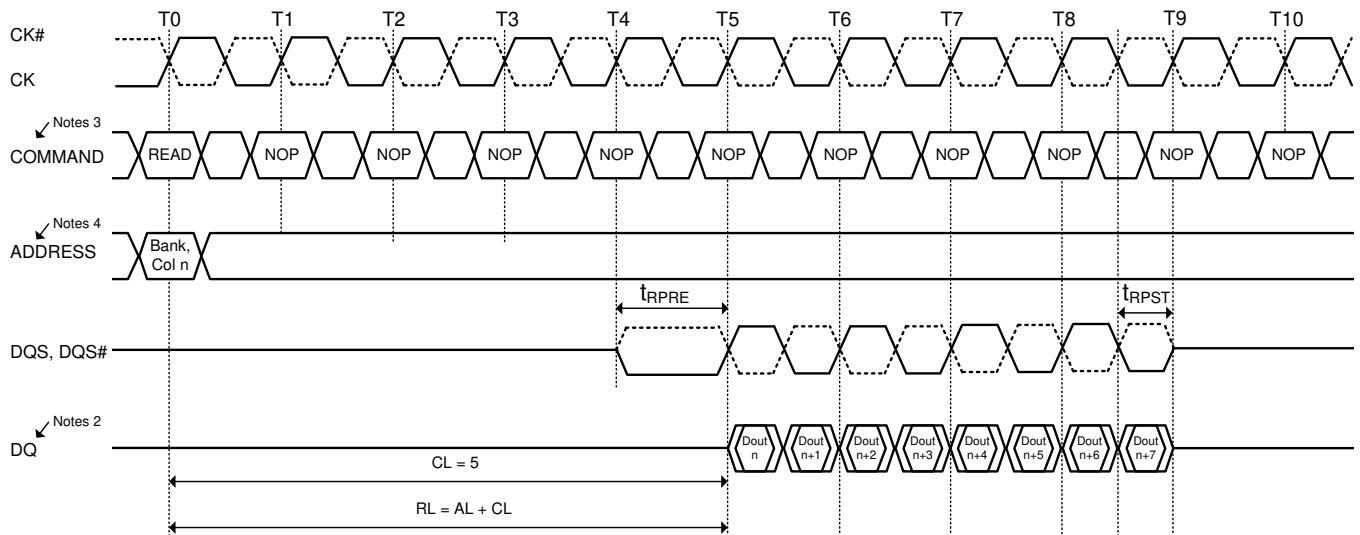 T0 T1 T2 T3 T4 T5 T6 T7 T8 T9 T10
CK#
CK
Notes 3
COMMAND READ NOP NOP NOP NOP NOP NOP NOP NOP NOP NOP
Notes 4
ADDRESS
Bank,
Col n
tRPRE tRPST
DQS, DQS#
Notes 2
DQ
Dout Dout Dout Dout Dout Dout Dout Dout
n n+1 n+2 n+3 n+4 n+5 n+6 n+7
CL = 5
RL = AL + CL